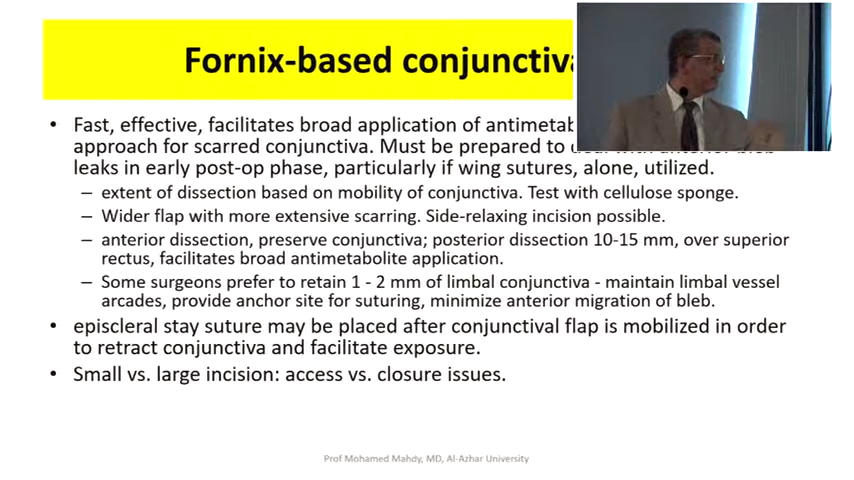 Fornix-based
• Fast, effective, facilitates broad application of
approach for scarred conjunctiva. Must be prepared to
leaks in early post-op phase, particularly if wing sutures, alone, utilized.
– extent of dissection based on mobility of conjunctiva. Test with cellulose sponge.
– Wider flap with more extensive scarring. Side-relaxing incision possible.
– anterior dissection, preserve conjunctiva; posterior dissection 10-15 mm, over superior
rectus, facilitates broad antimetabolite application.
– Some surgeons prefer to retain 1 - 2 mm of limbal conjunctiva - maintain limbal vessel
arcades, provide anchor site for suturing, minimize anterior migration of bleb.
• episcleral stay suture may be placed after conjunctival flap is mobilized in order
to retract conjunctiva and facilitate exposure.
• Small vs. large incision: access vs. closure issues.
Prof Mohamed Mahdy, MD, Al-Azhar University